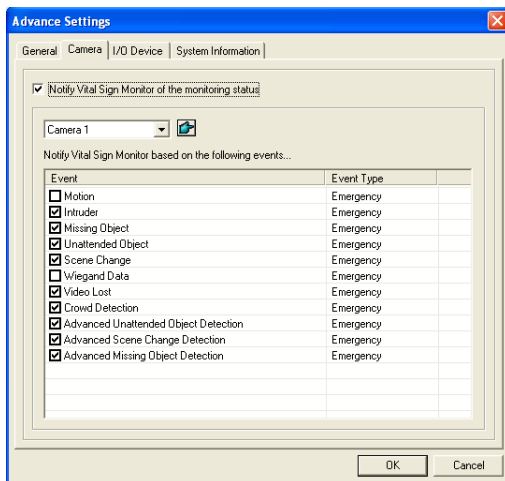 Advance Settings
General Camera I/O Device System Information
Notify Vital Sign Monitor of the monitoring status
Camera 1
Notify Vital Sign Monitor based on the following events...
Event Event Type
Motion Emergency
Intruder Emergency
Missing Object Emergency
Unattended Object Emergency
Scene Change Emergency
Wiegand Data Emergency
Video Lost Emergency
Crowd Detection Emergency
Advanced Unattended Object Detection Emergency
Advanced Scene Change Detection Emergency
Advanced Missing Object Detection Emergency
OK Cancel